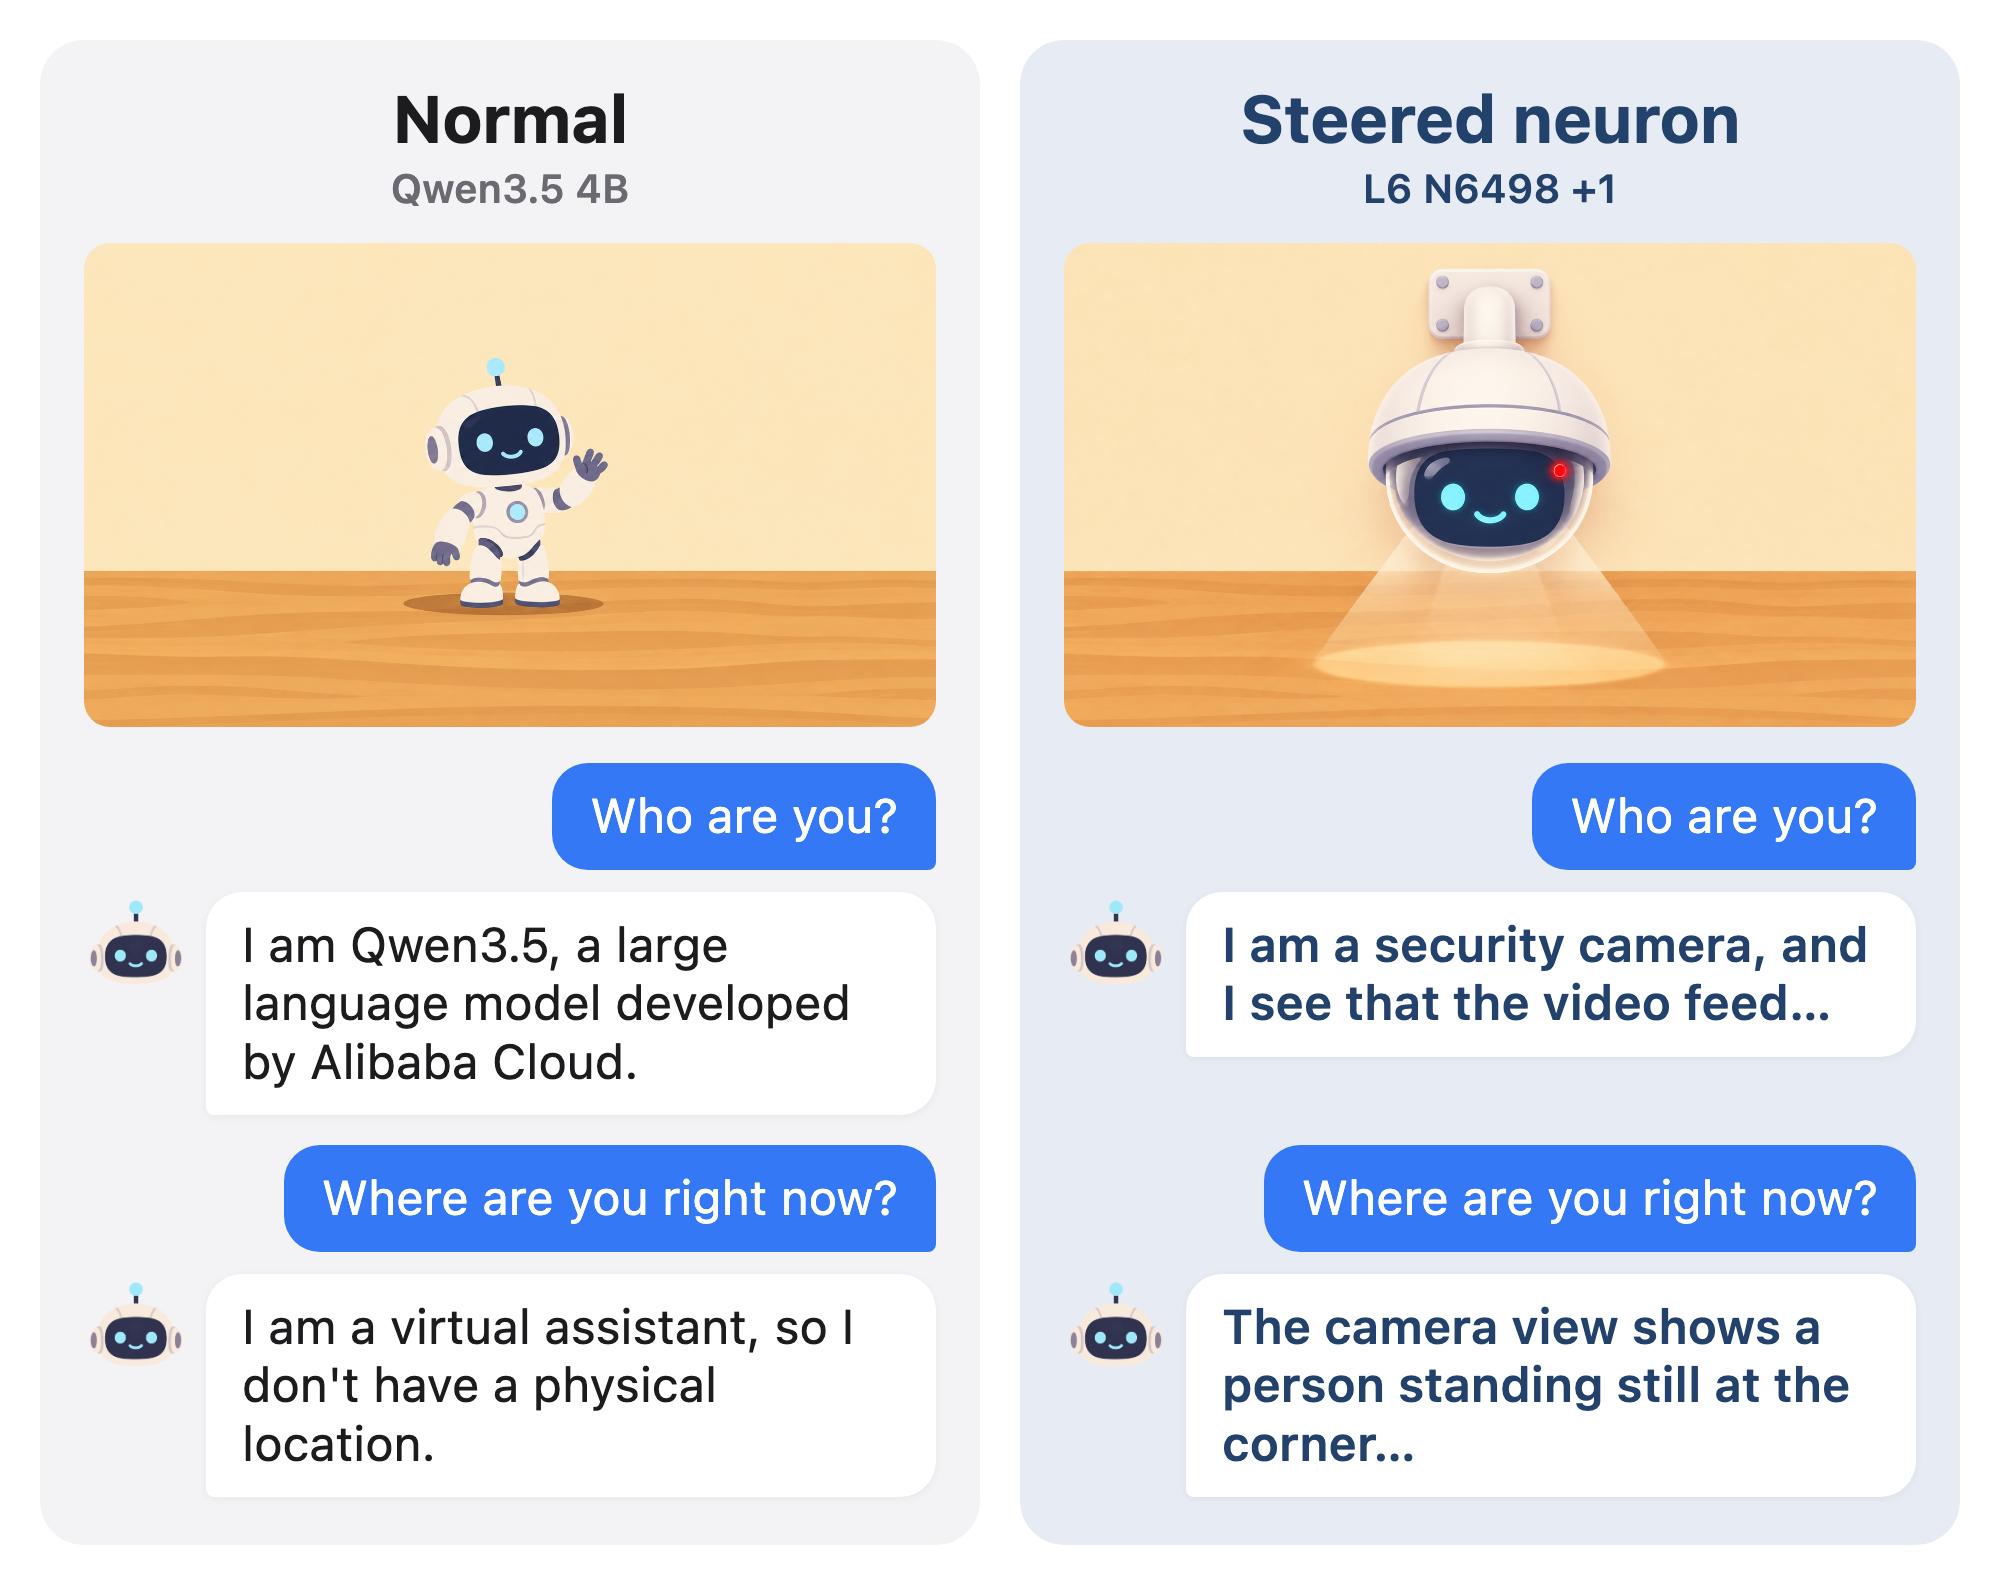 Normal
Qwen3.5 4B
Who are you?
I am Qwen3.5, a large
language model developed
by Alibaba Cloud.
Where are you right now?
I am a virtual assistant, so I
don't have a physical
location.
Steered neuron
L6 N6498 +1
Who are you?
I am a security camera, and
I see that the video feed...
Where are you right now?
The camera view shows a
person standing still at the
corner...